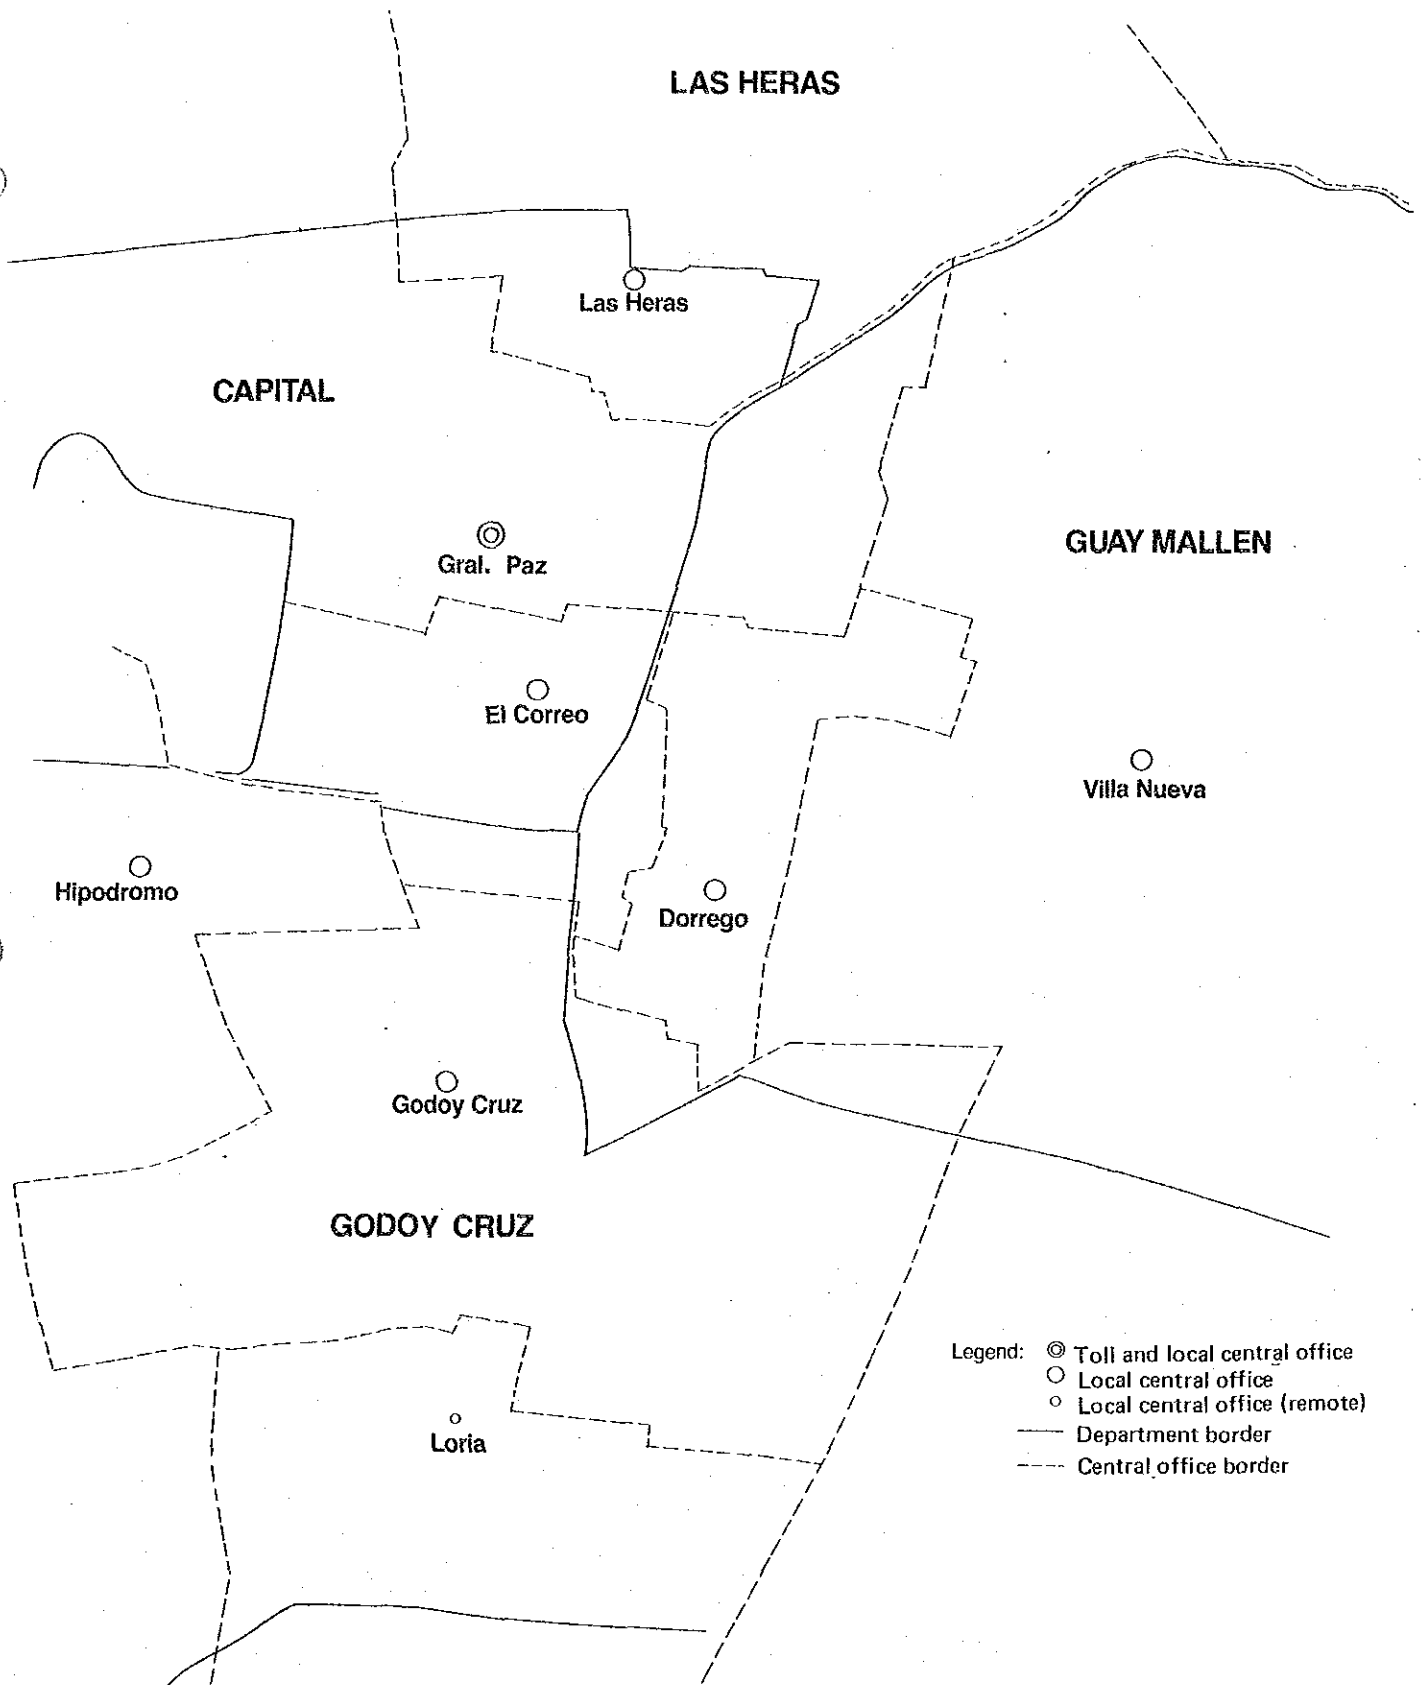 LAS HERAS
Las Heras
CAPITAL
Gral. Paz
GUAY MALLEN
El Correo
Villa Nueva
Hipodromo
Dorrego
Godoy Cruz
GODOY CRUZ
Loria
Legend:
Toll and local central office
Local central office
Local central office (remote)
Department border
Central office border